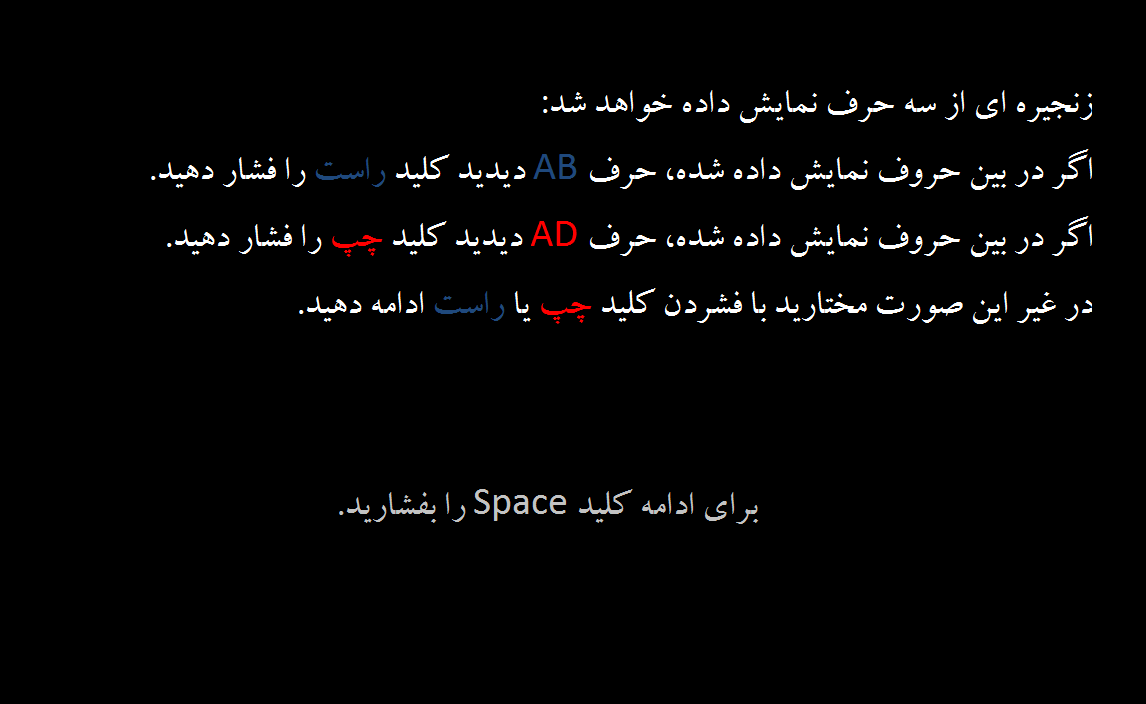 زنجیره ای از سه حرف نمایش داده خواهد شد:
اگر در بین حروف نمایش داده شده، حرف AB دیدید کلید راست را فشار دهید.
اگر در بین حروف نمایش داده شده، حرف AD دیدید کلید چپ را فشار دهید.
در غیر این صورت مختارید با فشردن کلید چپ یا راست ادامه دهید.
برای ادامه کلید Space را بفشارید.